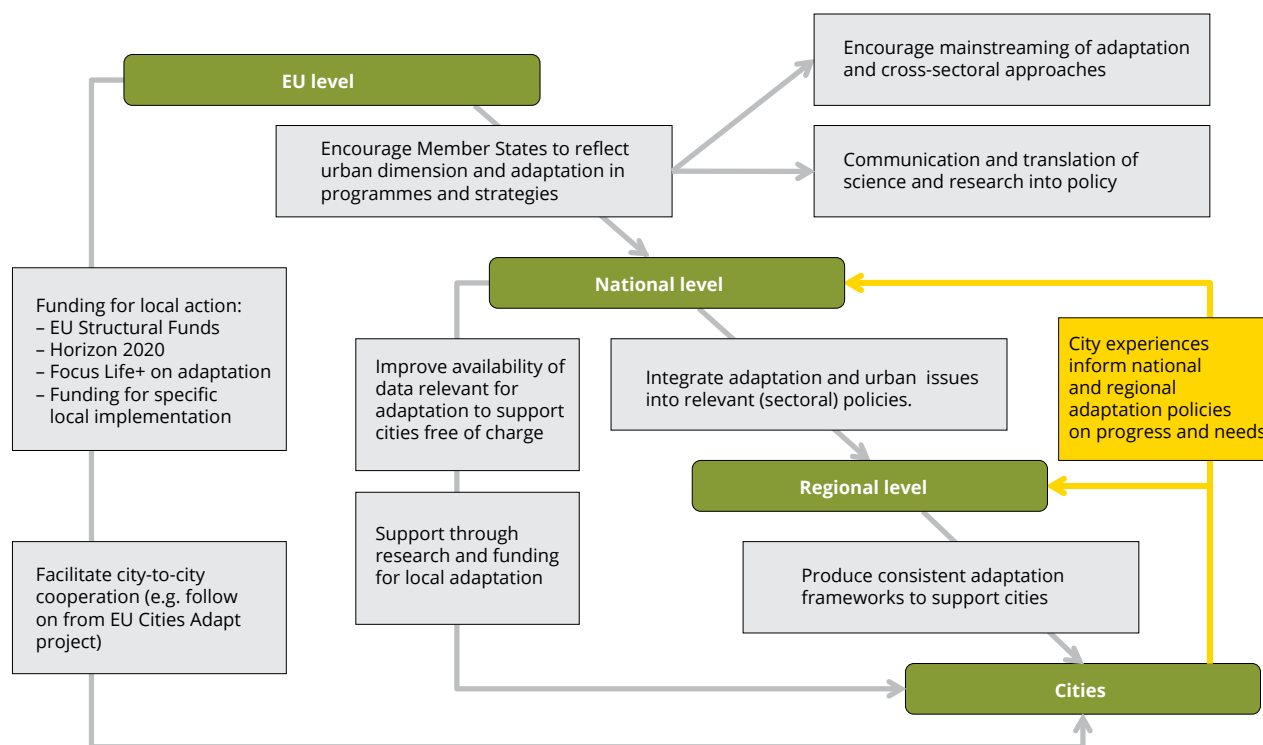 EU level
Encourage mainstreaming of adaptation
and cross-sectoral approaches
Encourage Member States to reflect
urban dimension and adaptation in
programmes and strategies
Communication and translation of
science and research into policy
National level
Funding for local action:
– EU Structural Funds
– Horizon 2020
– Focus Life+ on adaptation
– Funding for specific
local implementation
Improve availability of
data relevant for
adaptation to support
cities free of charge
Integrate adaptation and urban issues
into relevant (sectoral) policies.
City experiences
inform national
and regional
adaptation policies
on progress and needs
Regional level
Support through
research and funding
for local adaptation
Facilitate city-to-city
cooperation (e.g. follow
on from EU Cities Adapt
project)
Produce consistent adaptation
frameworks to support cities
Cities